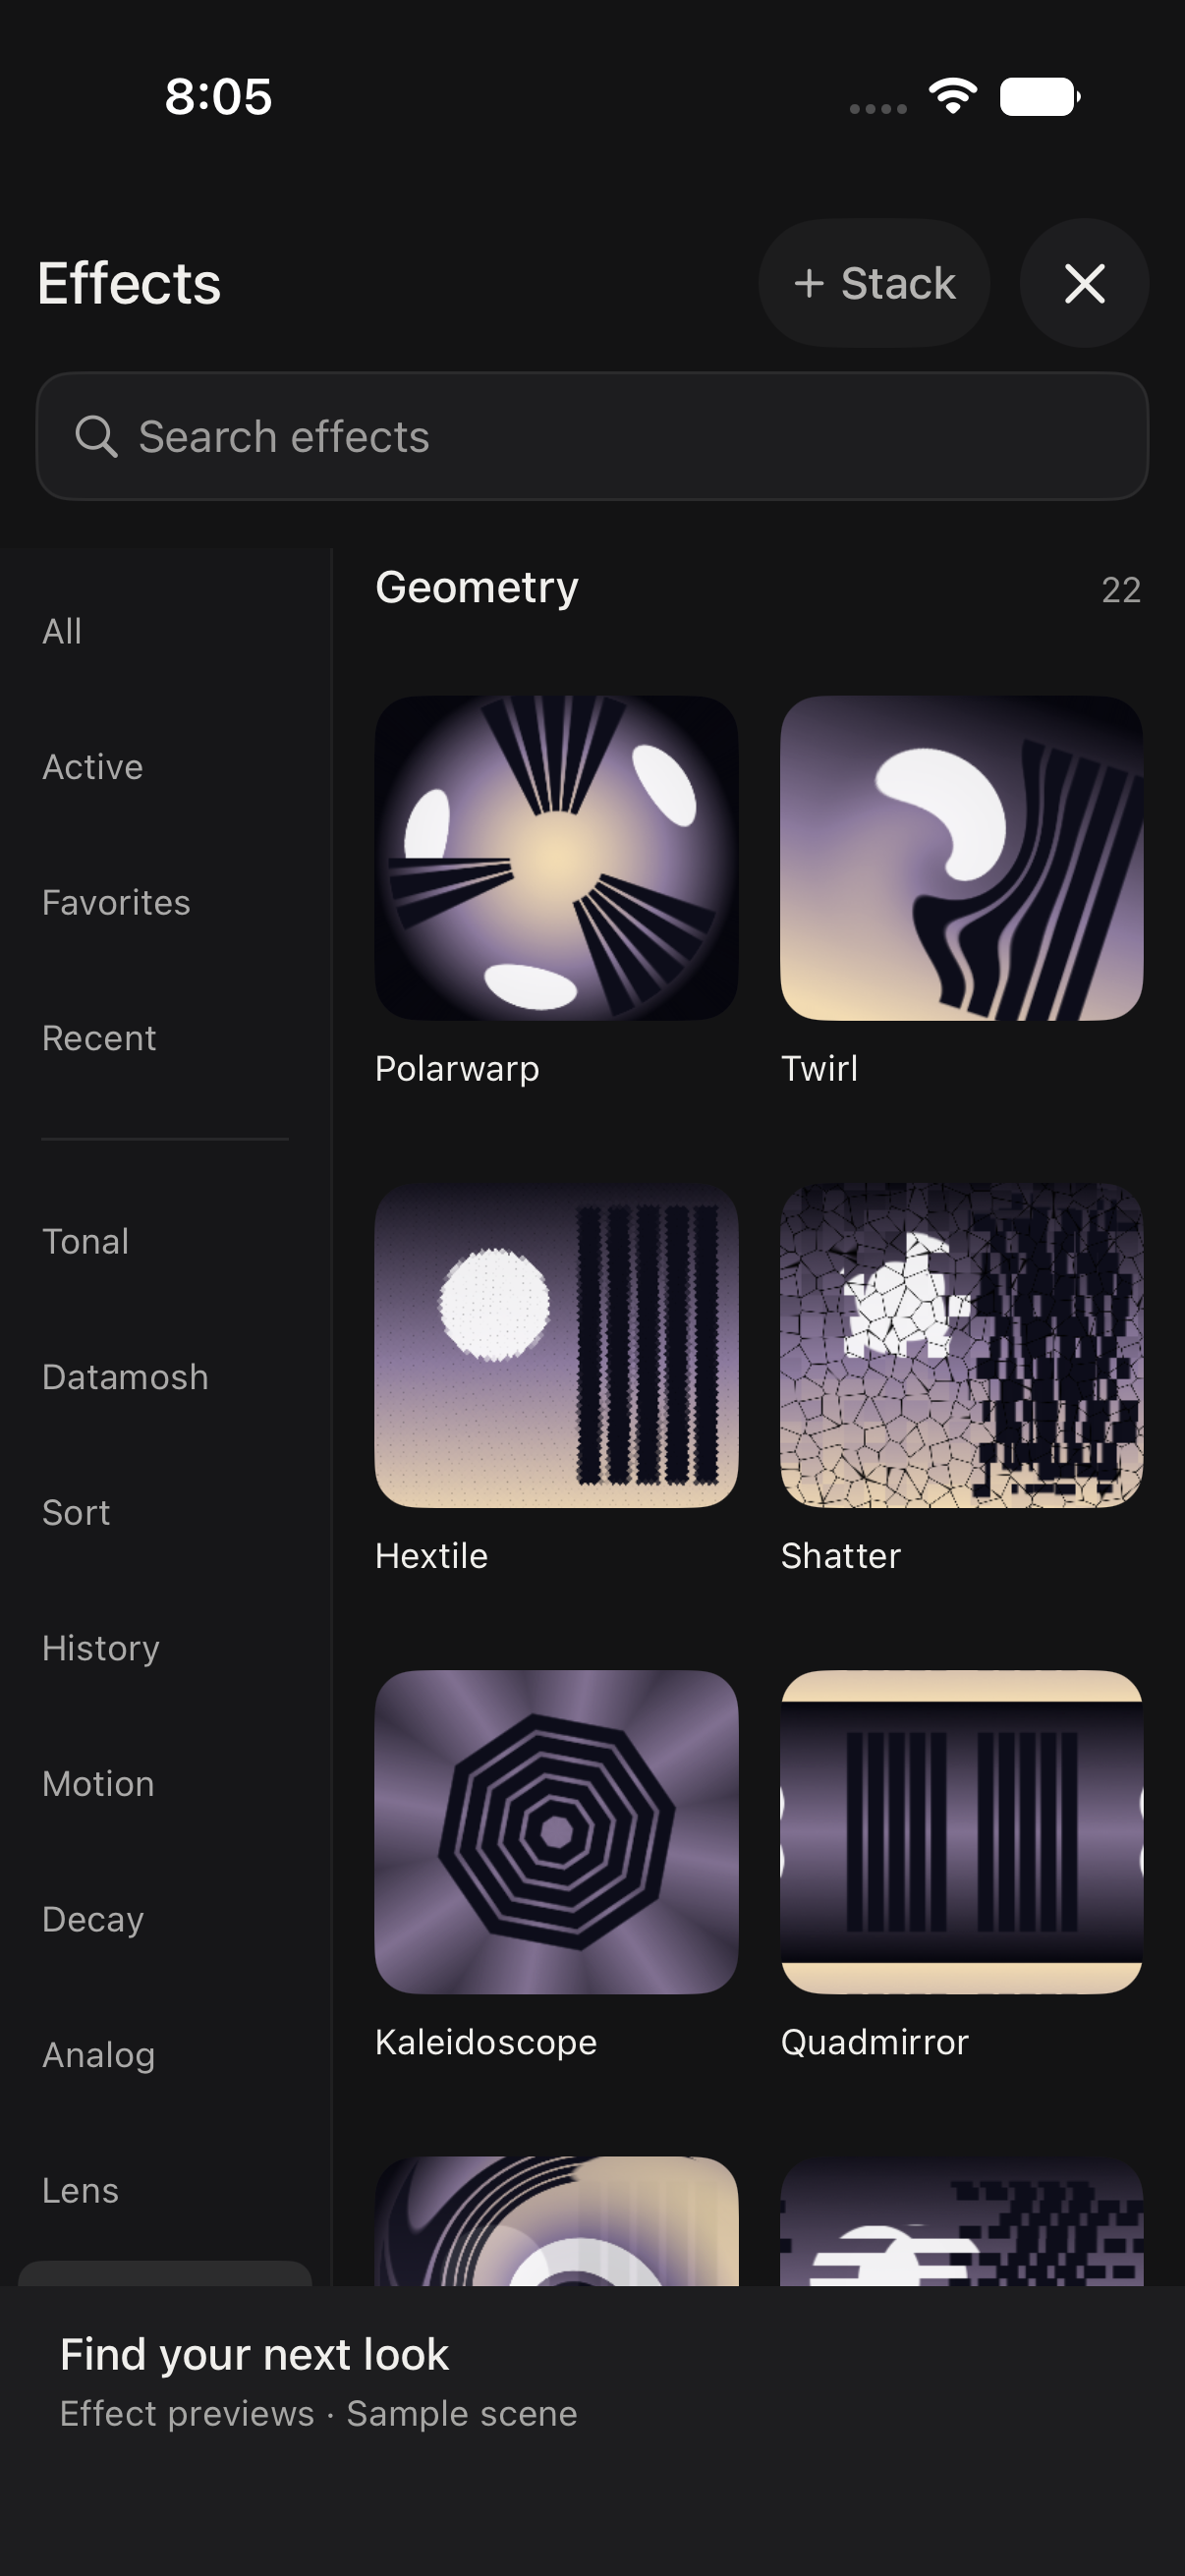 8:05
Effects
+ Stack
Search effects
All
Active
Favorites
Recent
Tonal
Datamosh
Sort
History
Motion
Decay
Analog
Lens
Geometry
22
Polarwarp
Twirl
Hextile
Shatter
Kaleidoscope
Quadmirror
Find your next look
Effect previews · Sample scene